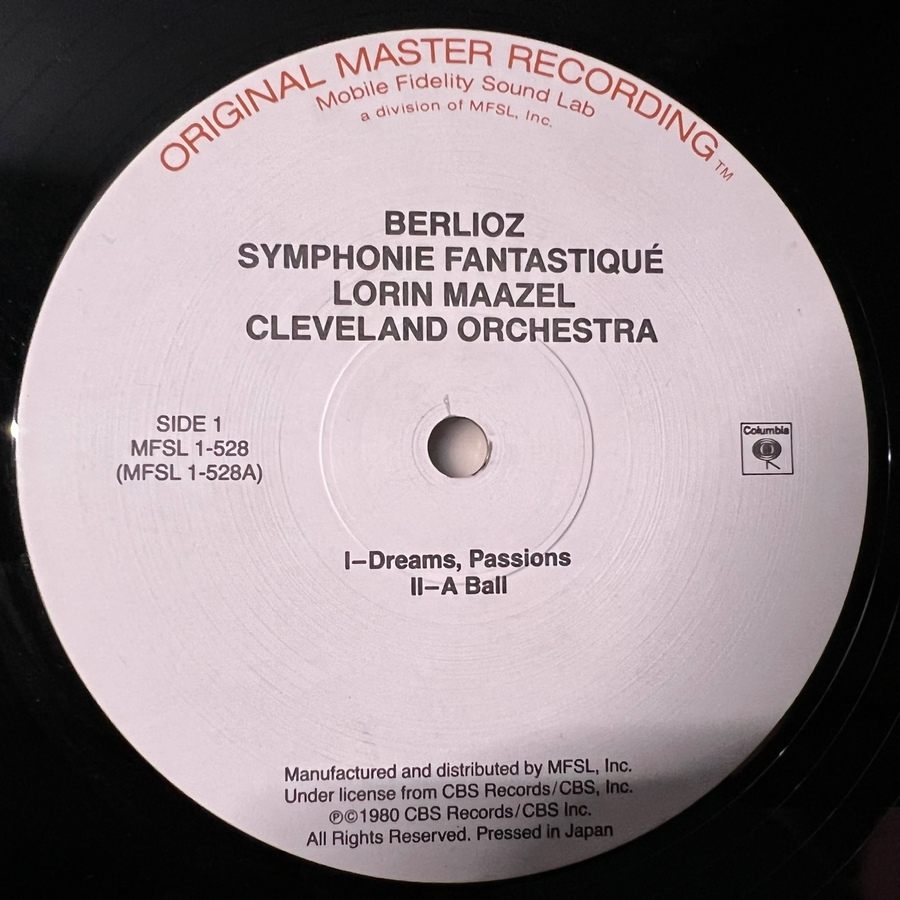 ORIGINAL MASTER RECORDING™
Mobile Fidelity Sound Lab
a division of MFSL, Inc.
BERLIOZ
SYMPHONIE FANTASTIQUÉ
LORIN MAAZEL
CLEVELAND ORCHESTRA
SIDE 1
MFSL 1-528
(MFSL 1-528A)
Columbia
I–Dreams, Passions
II–A Ball
Manufactured and distributed by MFSL, Inc.
Under license from CBS Records/CBS, Inc.
℗©1980 CBS Records/CBS Inc.
All Rights Reserved. Pressed in Japan